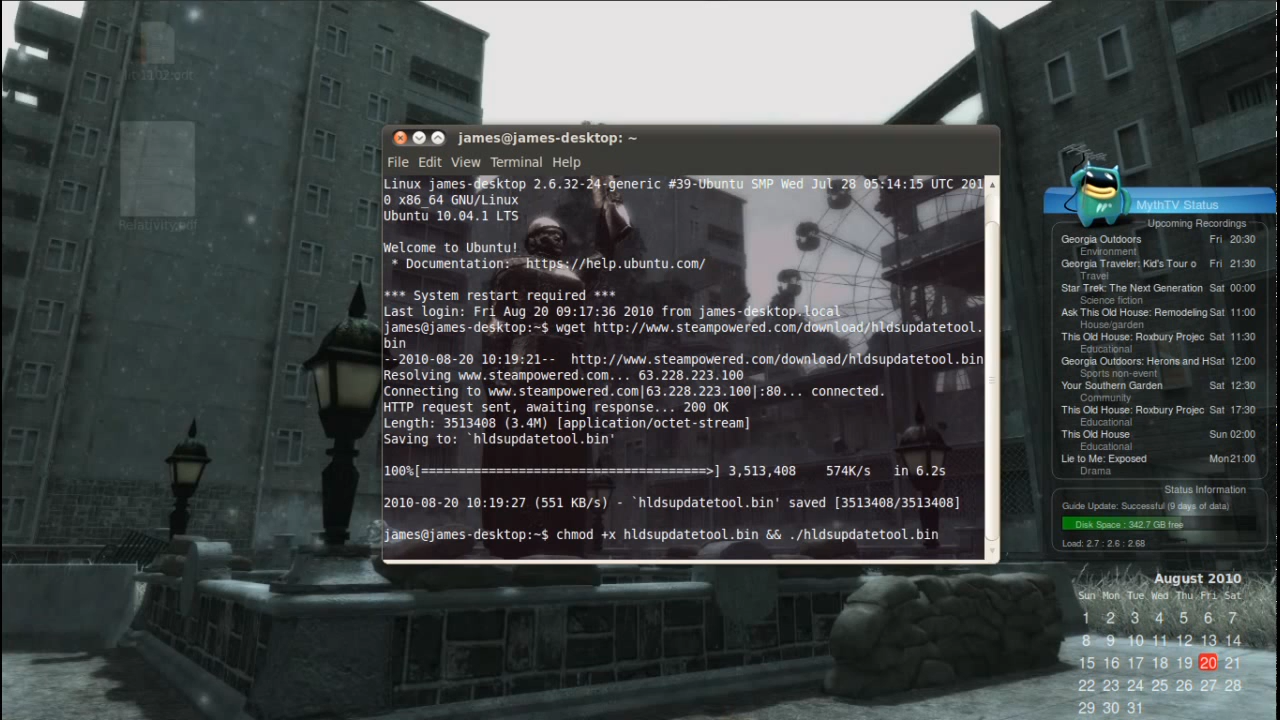 Relativity.pdf
james@james-desktop: ~
File Edit View Terminal Help
Linux james-desktop 2.6.32-24-generic #39-Ubuntu SMP Wed Jul 28 05:14:15 UTC 201
0 x86_64 GNU/Linux
Ubuntu 10.04.1 LTS
Welcome to Ubuntu!
* Documentation:  https://help.ubuntu.com/
*** System restart required ***
Last login: Fri Aug 20 09:17:36 2010 from james-desktop.local
james@james-desktop:~$ wget http://www.steampowered.com/download/hldsupdatetool.
bin
--2010-08-20 10:19:21--  http://www.steampowered.com/download/hldsupdatetool.bin
Resolving www.steampowered.com... 63.228.223.100
Connecting to www.steampowered.com|63.228.223.100|:80... connected.
HTTP request sent, awaiting response... 200 OK
Length: 3513408 (3.4M) [application/octet-stream]
Saving to: `hldsupdatetool.bin'
100%[======================================>] 3,513,408    574K/s   in 6.2s
2010-08-20 10:19:27 (551 KB/s) - `hldsupdatetool.bin' saved [3513408/3513408]
james@james-desktop:~$ chmod +x hldsupdatetool.bin && ./hldsupdatetool.bin
MythTV Status
Upcoming Recordings
Georgia Outdoors Fri 20:30
Environment
Georgia Traveler: Kid's Tour o Fri 21:30
Travel
Star Trek: The Next Generation Sat 00:00
Science fiction
Ask This Old House: Remodeling Sat 11:00
House/garden
This Old House: Roxbury Projec Sat 11:30
Educational
Georgia Outdoors: Herons and H Sat 12:00
Sports non-event
Your Southern Garden Sat 12:30
Community
This Old House: Roxbury Projec Sat 17:30
Educational
This Old House Sun 02:00
Educational
Lie to Me: Exposed Mon 21:00
Drama
Status Information
Guide Update: Successful (9 days of data)
Disk Space : 342.7 GB free
Load: 2.7 : 2.6 : 2.68
August 2010
Sun Mon Tue Wed Thu Fri Sat
1 2 3 4 5 6 7
8 9 10 11 12 13 14
15 16 17 18 19 20 21
22 23 24 25 26 27 28
29 30 31